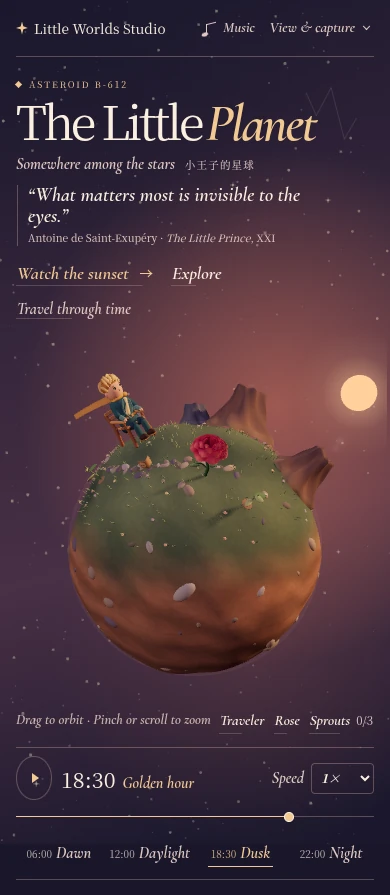 Little Worlds Studio Music View & capture
ASTEROID B-612
The Little Planet
Somewhere among the stars 小王子的星球
“What matters most is invisible to the
eyes.”
Antoine de Saint-Exupéry · The Little Prince, XXI
Watch the sunset → Explore
Travel through time
Drag to orbit · Pinch or scroll to zoom Traveler Rose Sprouts 0/3
18:30 Golden hour Speed 1×
06:00 Dawn 12:00 Daylight 18:30 Dusk 22:00 Night